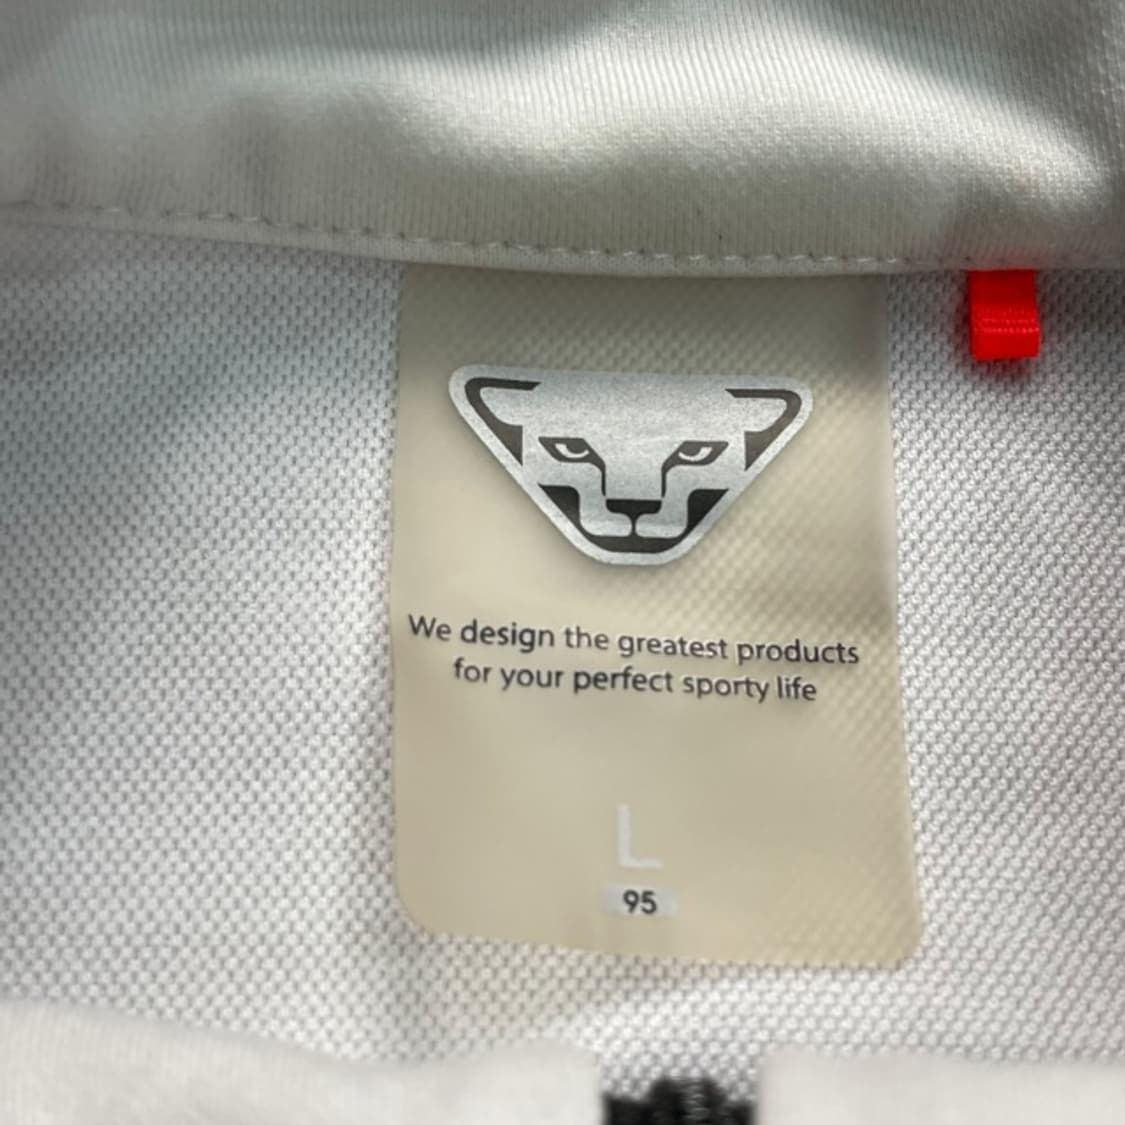 We design the greatest products
for your perfect sporty life
L
95